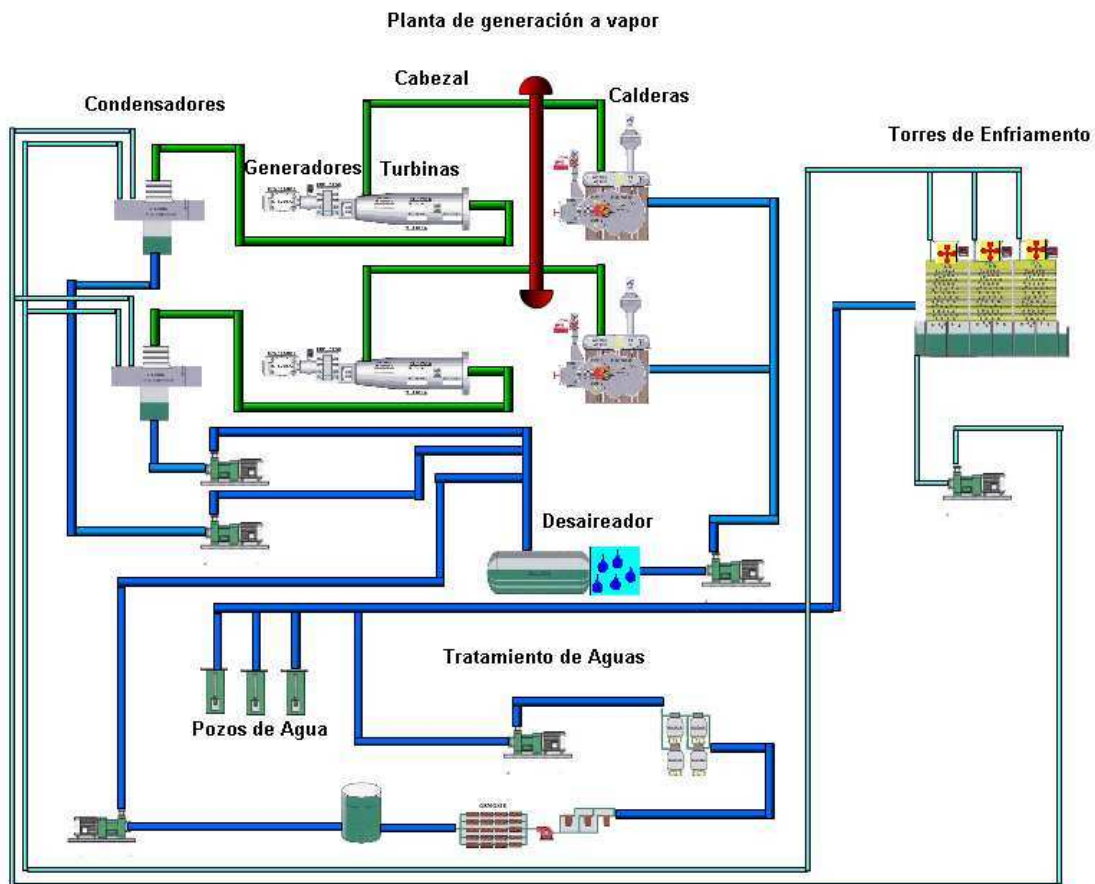 Planta de generación a vapor
Cabezal
Condensadores
Calderas
Torres de Enfriamento
Generadores
Turbinas
Desaireador
Tratamiento de Aguas
Pozos de Agua